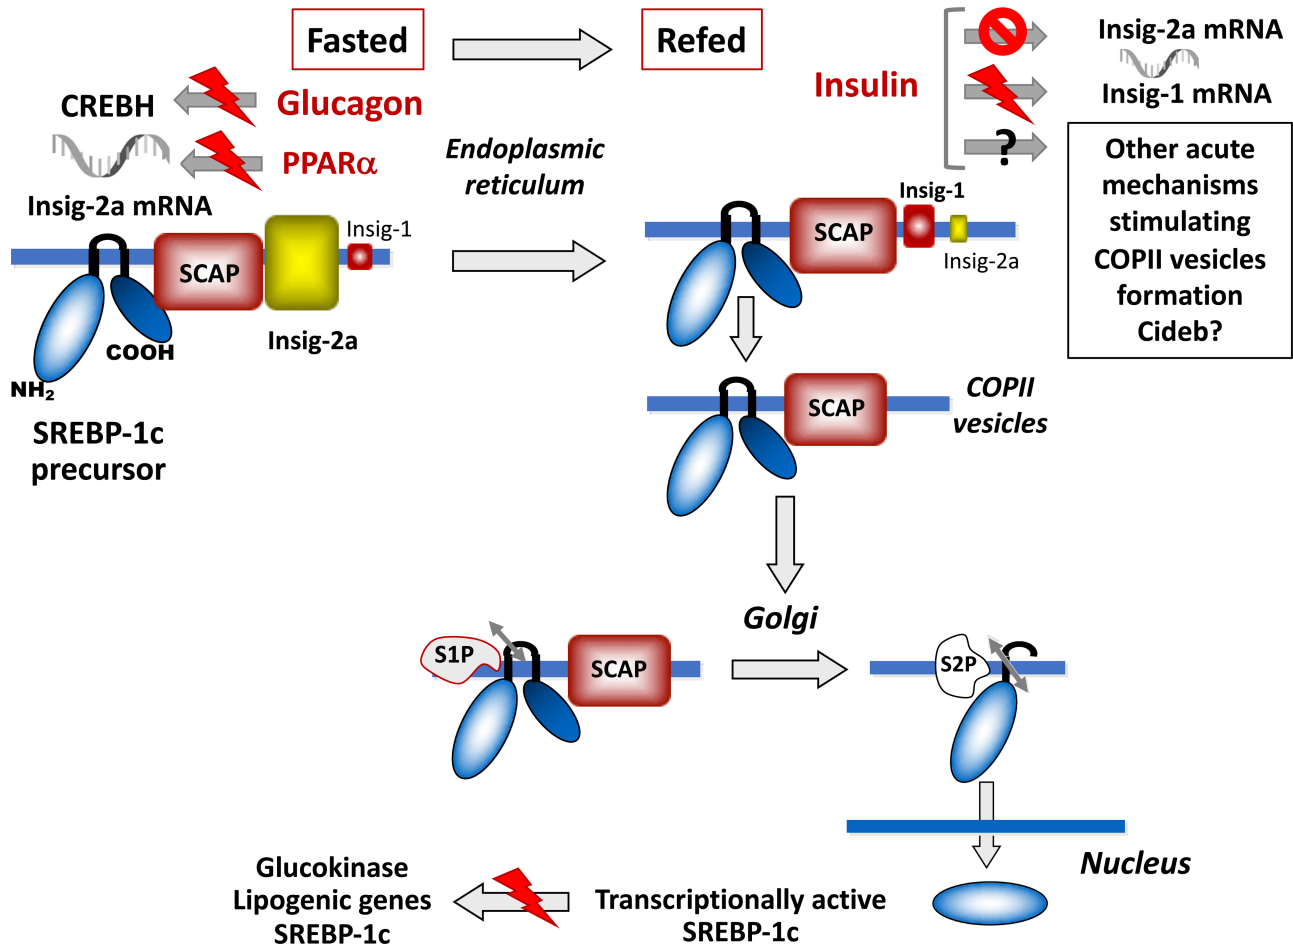 Fasted
Refed
Insulin
Insig-2a mRNA
Insig-1 mRNA
?
Other acute
mechanisms
stimulating
COPII vesicles
formation
Cideb?
CREBH
Glucagon
PPARα
Insig-2a mRNA
Endoplasmic
reticulum
Insig-1
SCAP
Insig-2a
COOH
NH2
SREBP-1c
precursor
Insig-1
SCAP
Insig-2a
SCAP
COPII
vesicles
Golgi
S1P
SCAP
S2P
Nucleus
Glucokinase
Lipogenic genes
SREBP-1c
Transcriptionally active
SREBP-1c